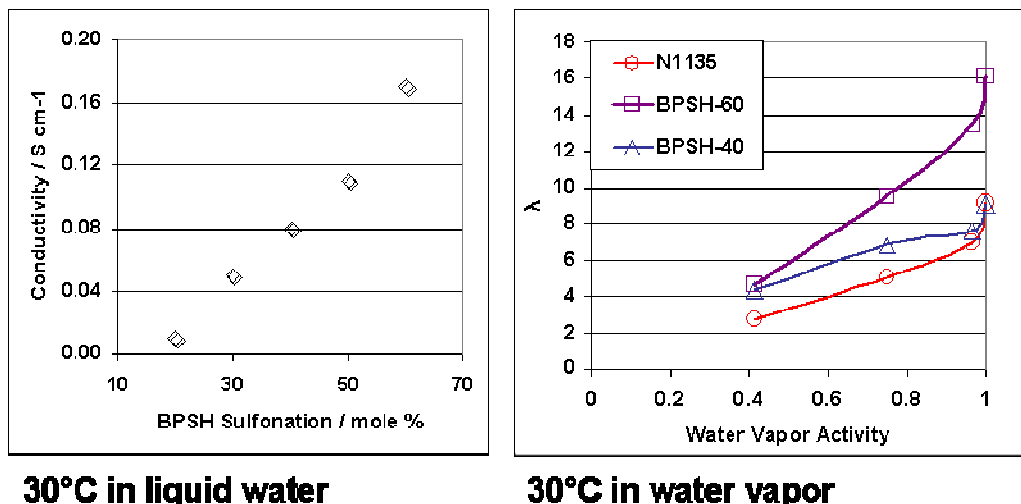 0.20
0.16
0.12
0.08
0.04
0.00
Conductivity / S cm-1
10
30
50
70
BPSH Sulfonation / mole %
30°C in liquid water
18
16
14
12
10
8
6
4
2
0
λ
N1135
BPSH-60
BPSH-40
0
0.2
0.4
0.6
0.8
1
Water Vapor Activity
30°C in water vapor